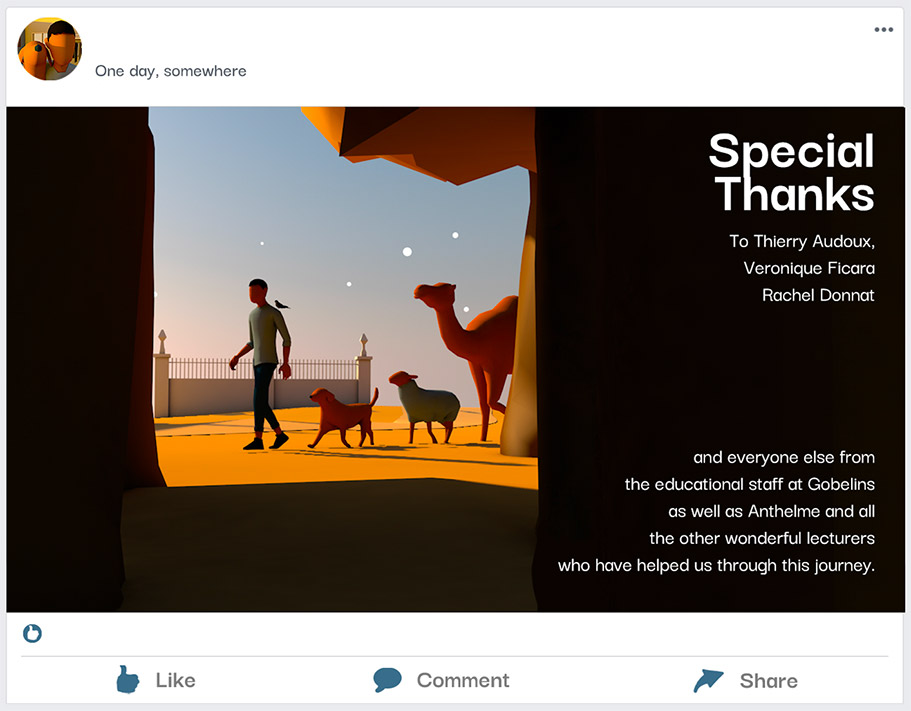 One day, somewhere
Special
Thanks
To Thierry Audoux,
Veronique Ficara
Rachel Donnat
and everyone else from
the educational staff at Gobelins
as well as Anthelme and all
the other wonderful lecturers
who have helped us through this journey.
Like
Comment
Share